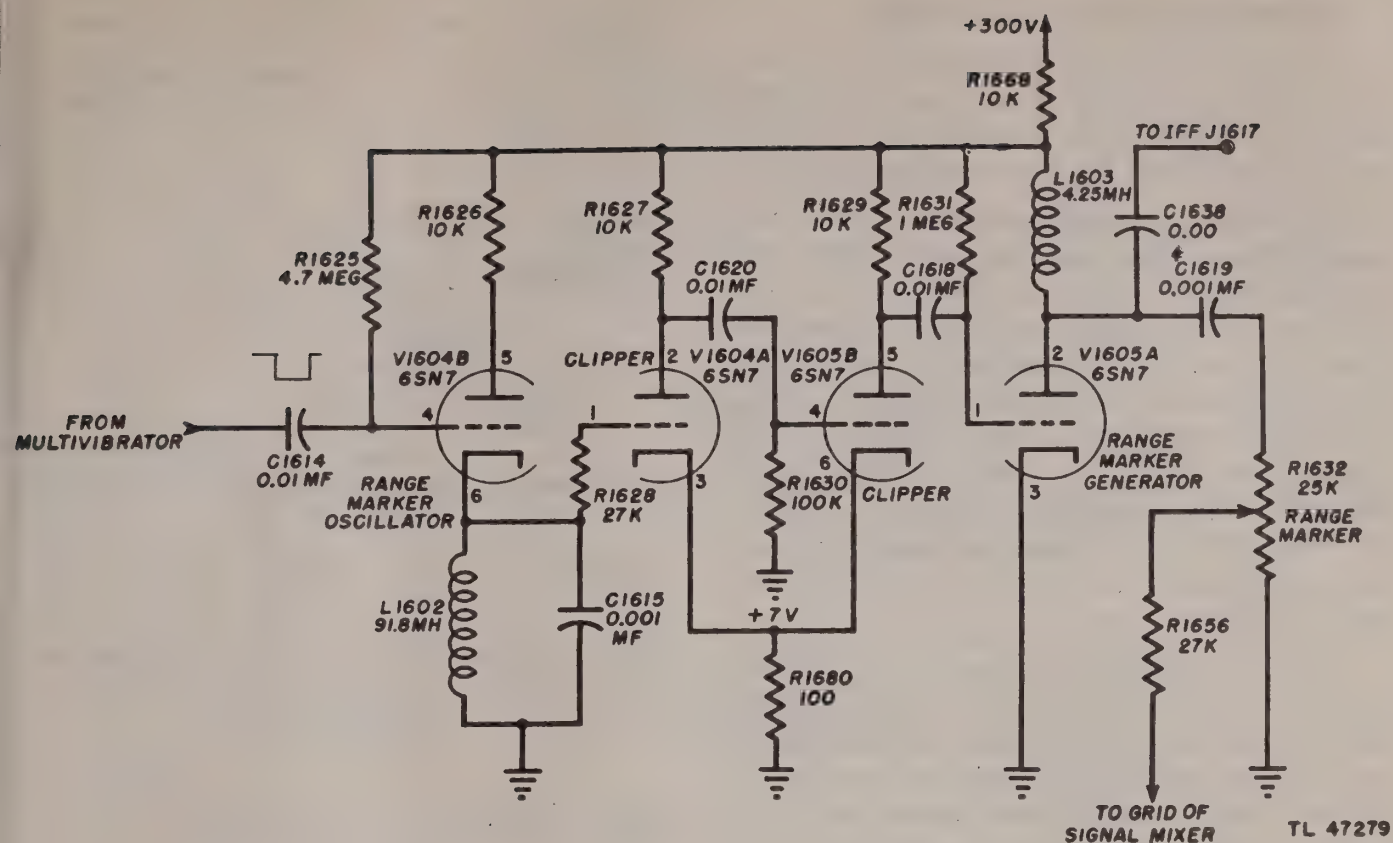 +300V
R1668
10 K
TO IFF J1617
L1603
4.25MH
C1638
0.00
R1626
10 K
R1627
10K
R1629
10 K
R1631
1 MEG
R1625
4.7 MEG
C1620
0.01MF
C1618
0.01MF
C1619
0.001MF
V1604B
6SN7
5
CLIPPER
2
V1604A
6SN7
V1605B
6SN7
5
2
V1605A
6SN7
FROM
MULTIVIBRATOR
C1614
0.01 MF
4
6
RANGE
MARKER
OSCILLATOR
1
R1628
27K
3
4
6
R1630
100K
CLIPPER
1
3
RANGE
MARKER
GENERATOR
R1632
25K
RANGE
MARKER
L1602
91.8MH
C1615
0.001
MF
+7V
R1680
100
R1656
27K
TO GRID OF
SIGNAL MIXER
TL 47279